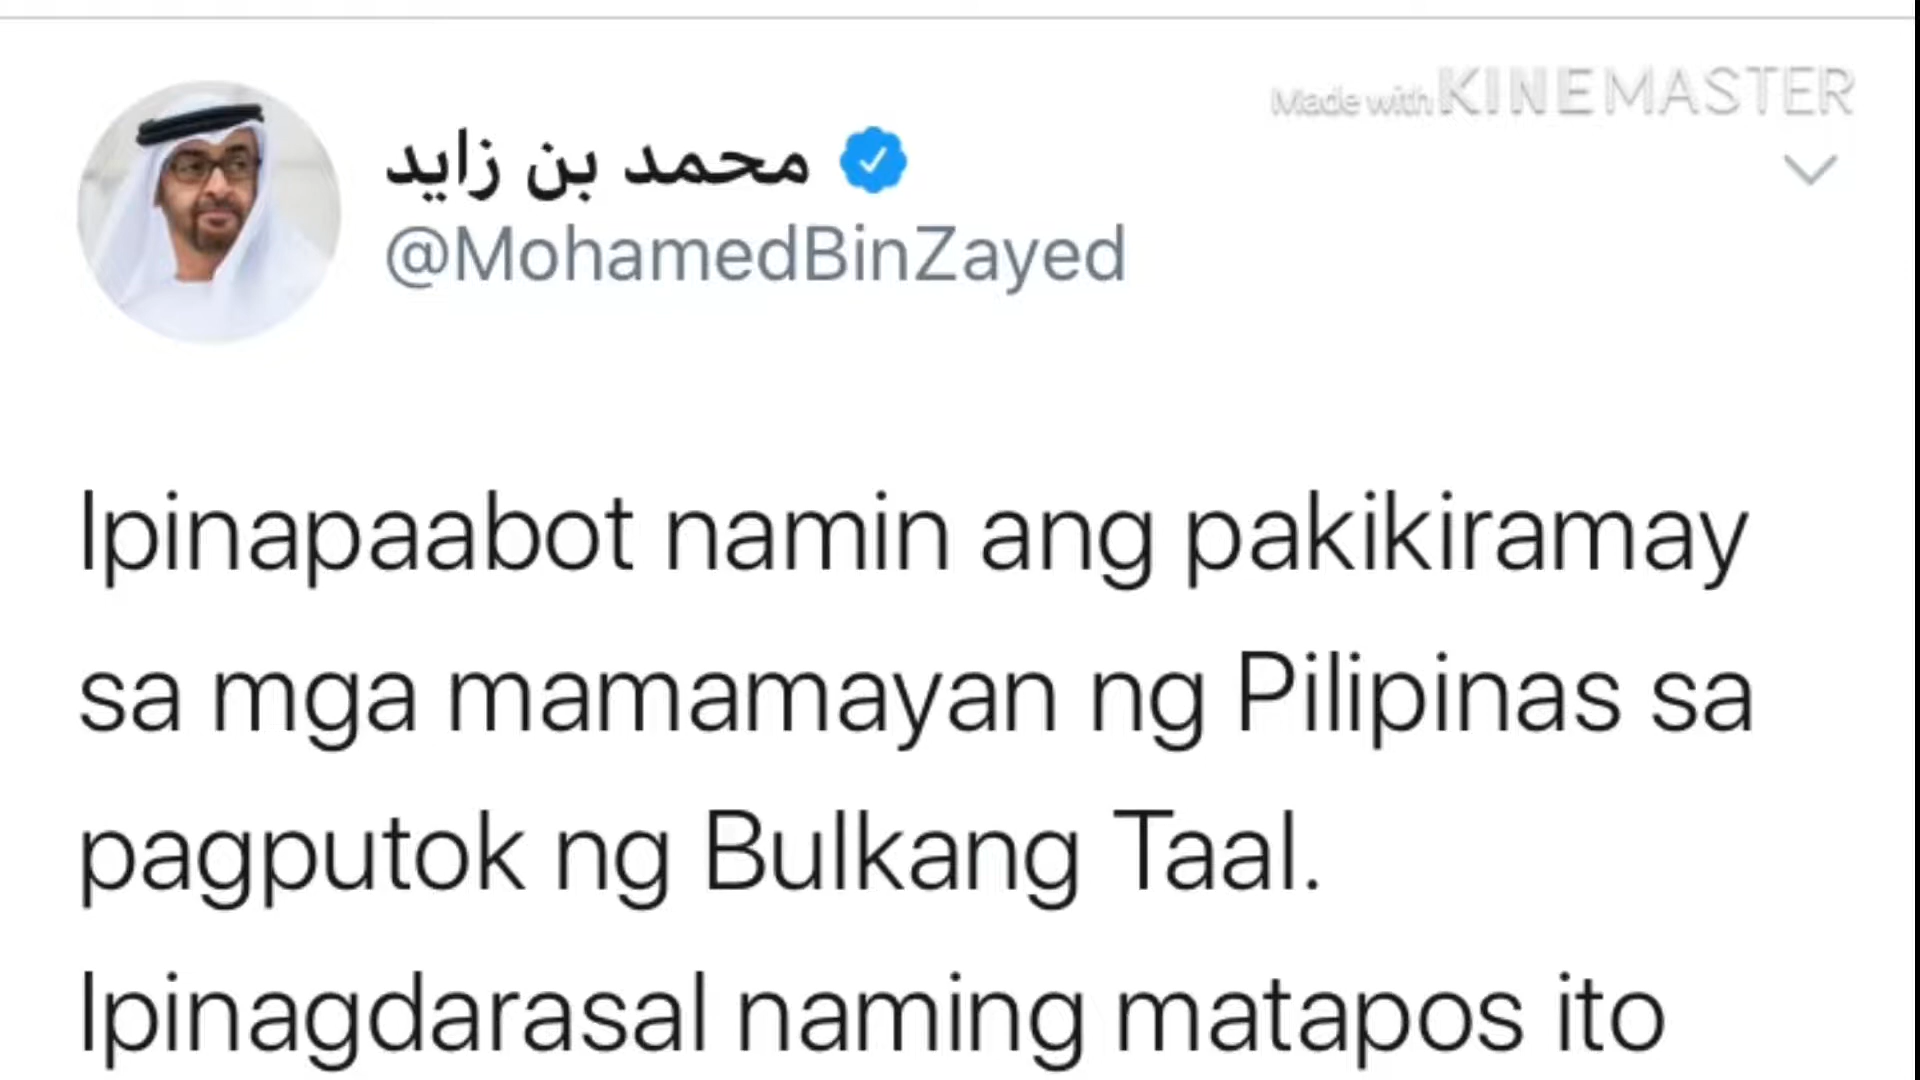 Made with KINEMASTER
محمد بن زايد
@MohamedBinZayed
Ipinapaabot namin ang pakikiramay
sa mga mamamayan ng Pilipinas sa
pagputok ng Bulkang Taal.
Ipinagdarasal naming matapos ito